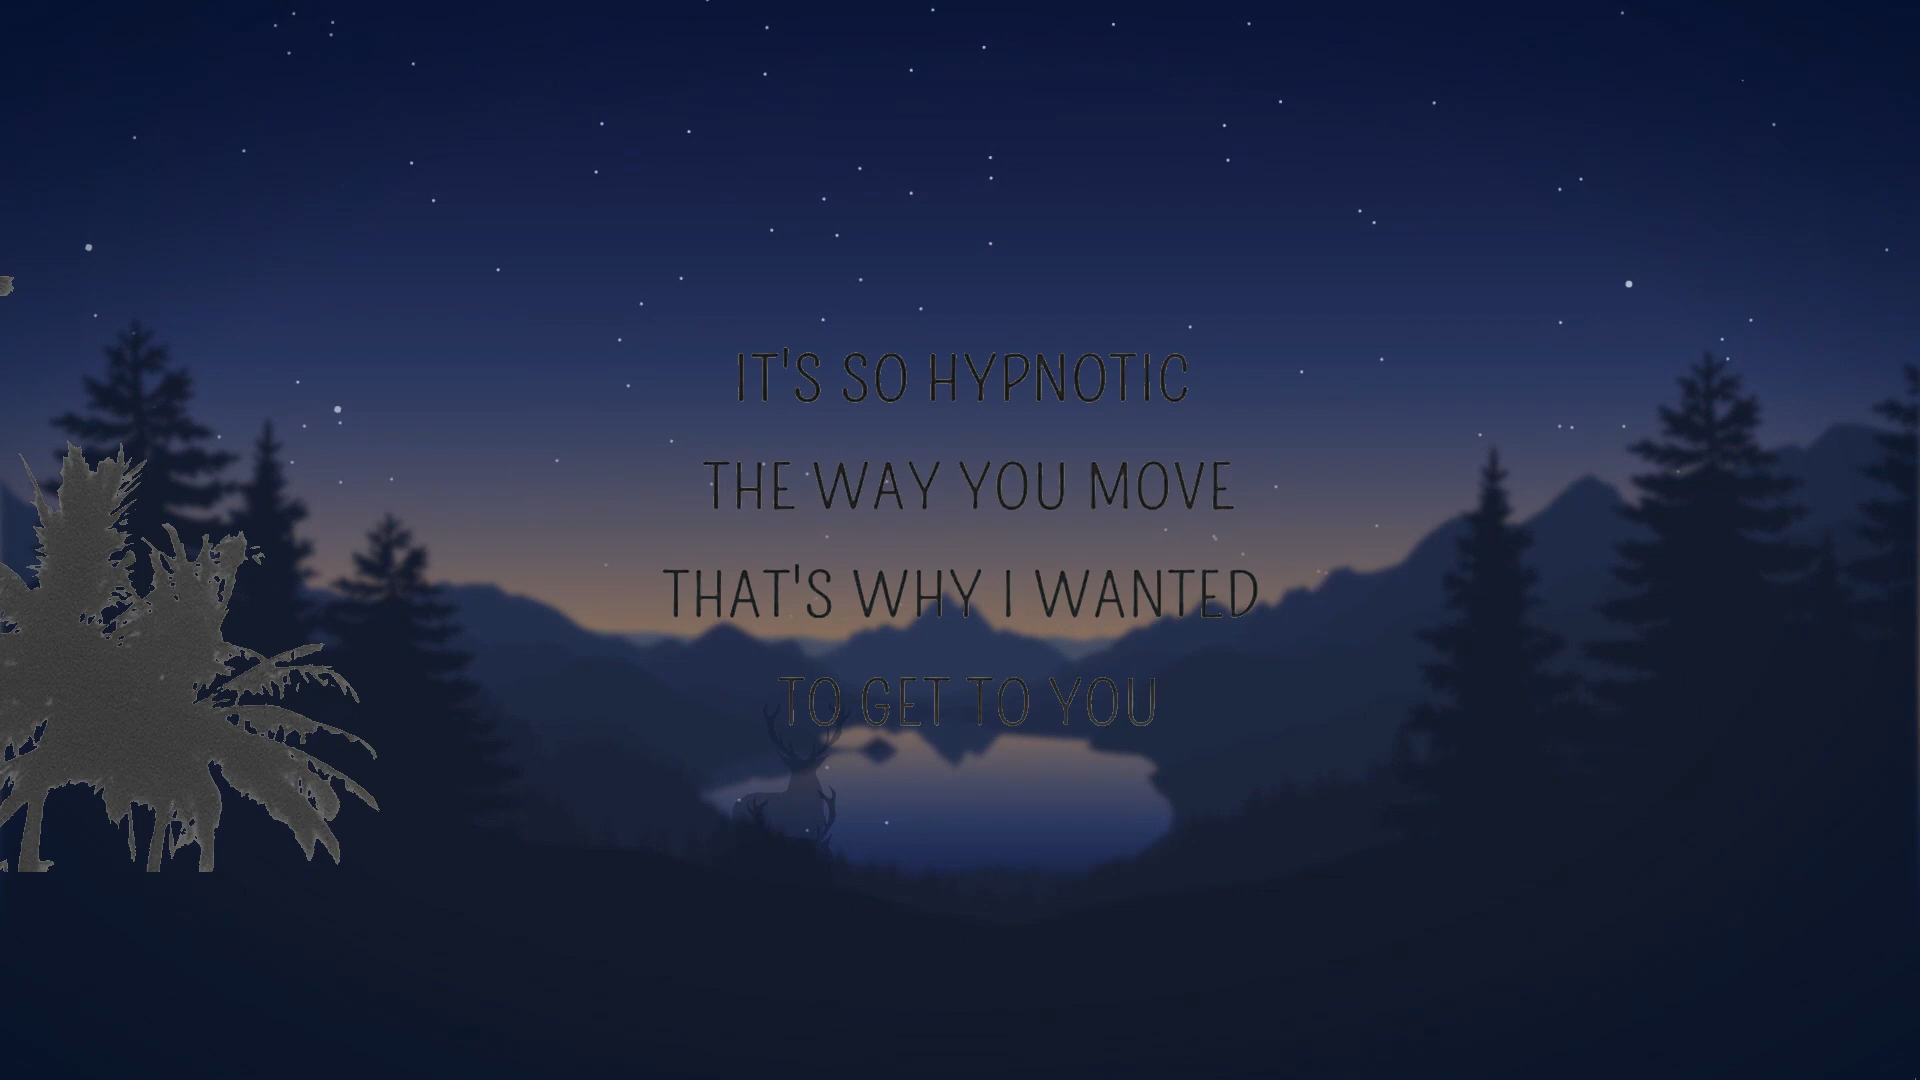 IT'S SO HYPNOTIC
THE WAY YOU MOVE
THAT'S WHY I WANTED
TO GET TO YOU